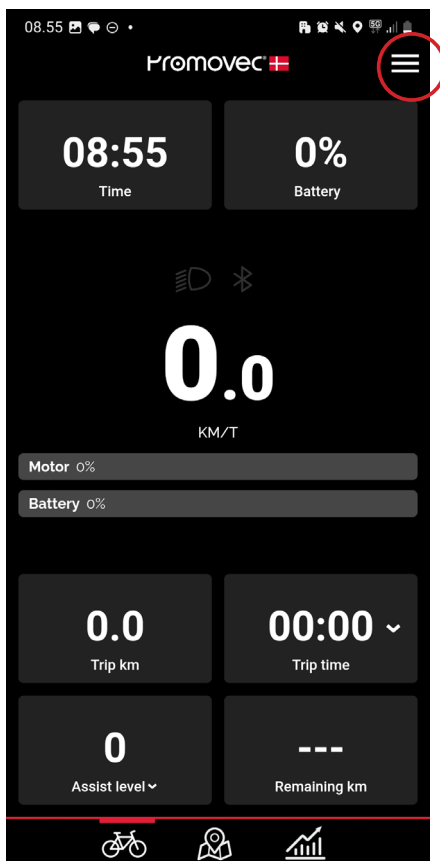 08.55
5G
Promovec
08:55
Time
0%
Battery
0.0
KM/T
Motor 0%
Battery 0%
0.0
Trip km
00:00
Trip time
0
Assist level
---
Remaining km